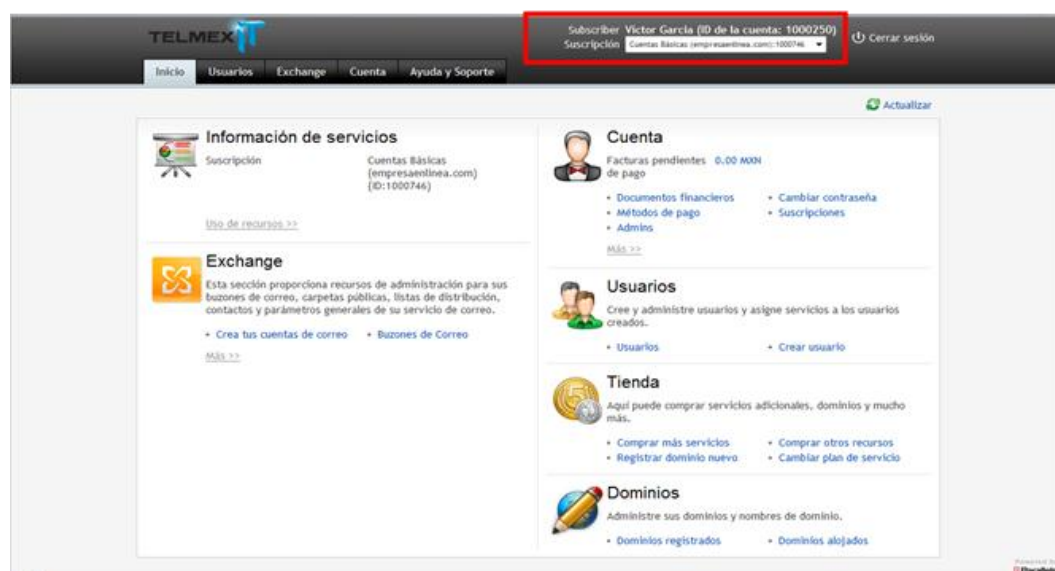 TELMEX IT
Subscriber Victor García (ID de la cuenta: 1000250)
Suscripción Cuentas Básicas (empresaenlinea.com):1000746
Cerrar sesión
Inicio Usuarios Exchange Cuenta Ayuda y Soporte
Actualizar
Información de servicios
Suscripción
Cuentas Básicas
(empresaenlinea.com)
(ID:1000746)
Uso de recursos >>
Exchange
Esta sección proporciona recursos de administración para sus
buzones de correo, carpetas públicas, listas de distribución,
contactos y parámetros generales de su servicio de correo.
• Crea tus cuentas de correo • Buzones de Correo
Más >>
Cuenta
Facturas pendientes 0.00 MXN
de pago
• Documentos financieros • Cambiar contraseña
• Métodos de pago • Suscripciones
• Admins
Más >>
Usuarios
Cree y administre usuarios y asigne servicios a los usuarios
creados.
• Usuarios • Crear usuario
Tienda
Aquí puede comprar servicios adicionales, dominios y mucho
más.
• Comprar más servicios • Comprar otros recursos
• Registrar dominio nuevo • Cambiar plan de servicio
Dominios
Administre sus dominios y nombres de dominio.
• Dominios registrados • Dominios alojados